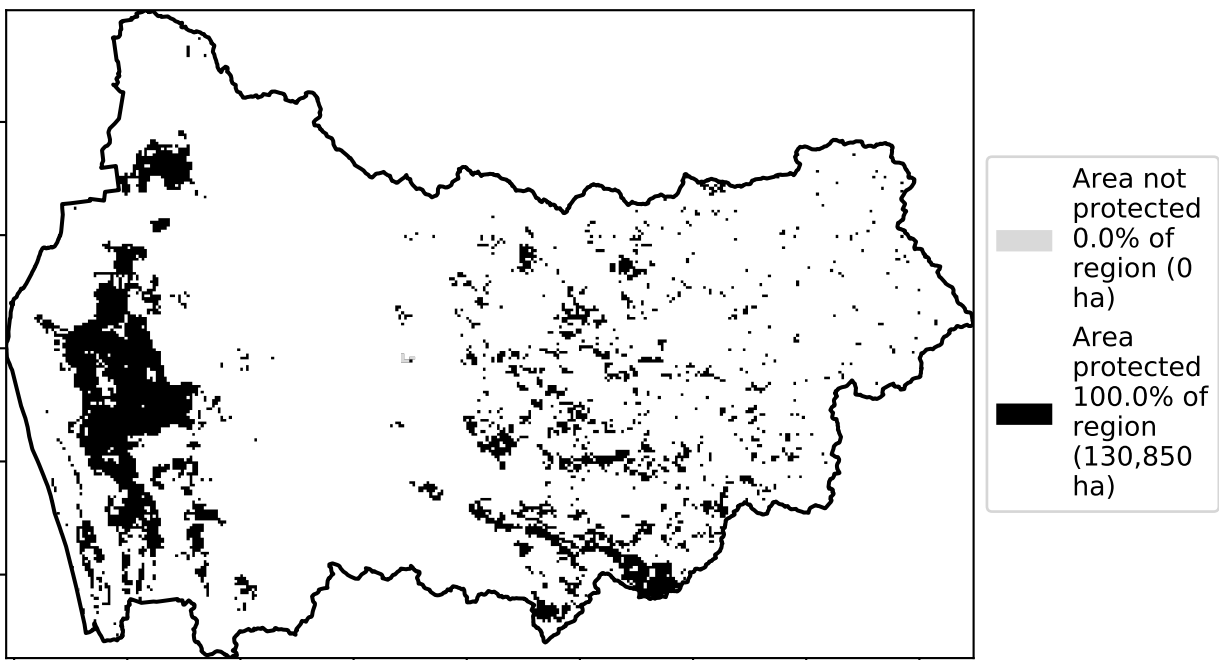 Area not
protected
0.0% of
region (0
ha)
Area
protected
100.0% of
region
(130,850
ha)